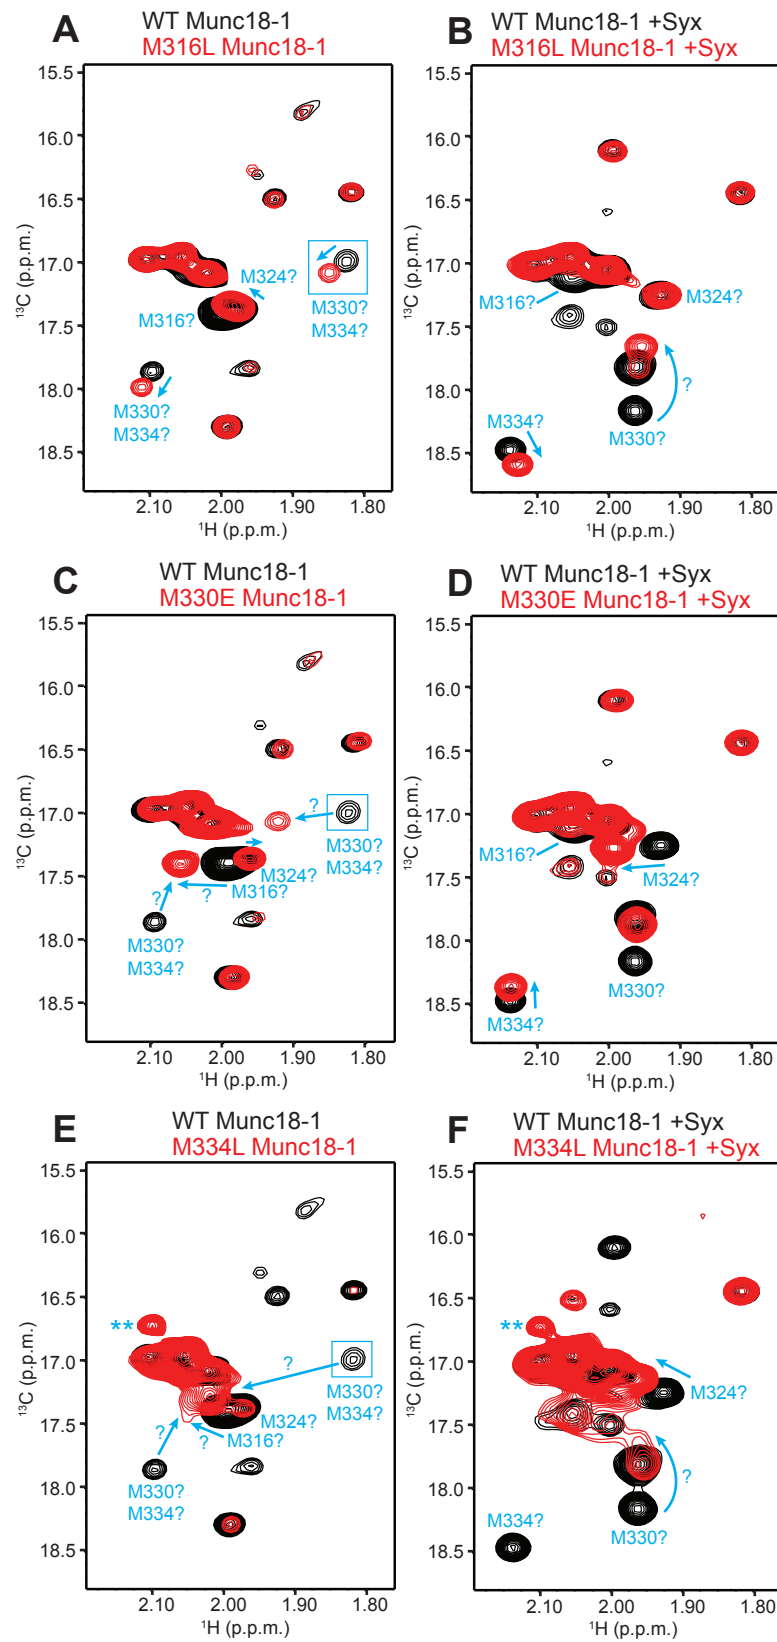 A
WT Munc18-1
M316L Munc18-1
15.5
16.0
16.5
17.0
17.5
18.0
18.5
¹³C (p.p.m.)
M324?
M316?
M330?
M334?
M330?
M334?
2.10
2.00
1.90
1.80
¹H (p.p.m.)
B
WT Munc18-1 +Syx
M316L Munc18-1 +Syx
15.5
16.0
16.5
17.0
17.5
18.0
18.5
¹³C (p.p.m.)
M316?
M324?
?
M334?
M330?
2.10
2.00
1.90
1.80
¹H (p.p.m.)
C
WT Munc18-1
M330E Munc18-1
15.5
16.0
16.5
17.0
17.5
18.0
18.5
¹³C (p.p.m.)
?
M330?
M334?
M324?
?
?
M316?
M330?
M334?
2.10
2.00
1.90
1.80
¹H (p.p.m.)
D
WT Munc18-1 +Syx
M330E Munc18-1 +Syx
15.5
16.0
16.5
17.0
17.5
18.0
18.5
¹³C (p.p.m.)
M316?
M324?
M330?
M334?
2.10
2.00
1.90
1.80
¹H (p.p.m.)
E
WT Munc18-1
M334L Munc18-1
15.5
16.0
16.5
17.0
17.5
18.0
18.5
¹³C (p.p.m.)
**
?
M330?
M334?
M324?
?
?
M316?
M330?
M334?
2.10
2.00
1.90
1.80
¹H (p.p.m.)
F
WT Munc18-1 +Syx
M334L Munc18-1 +Syx
15.5
16.0
16.5
17.0
17.5
18.0
18.5
¹³C (p.p.m.)
**
M324?
?
M334?
M330?
2.10
2.00
1.90
1.80
¹H (p.p.m.)